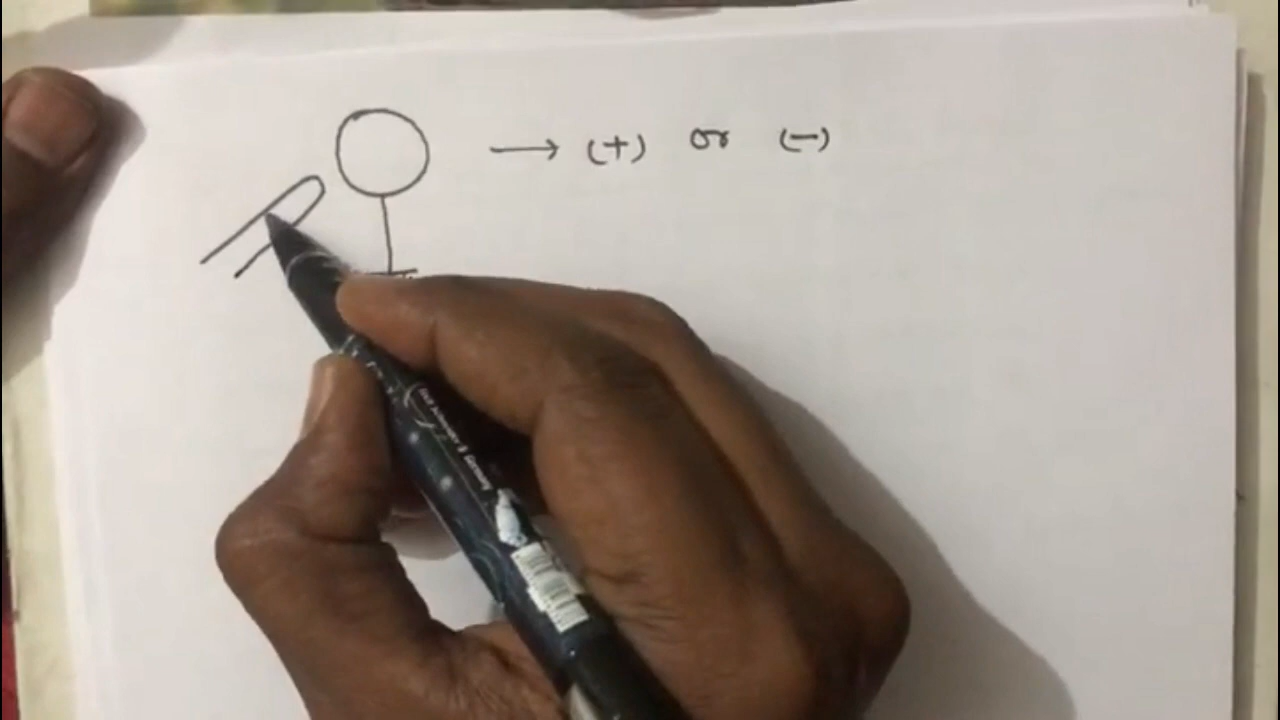 → (+) or (-)